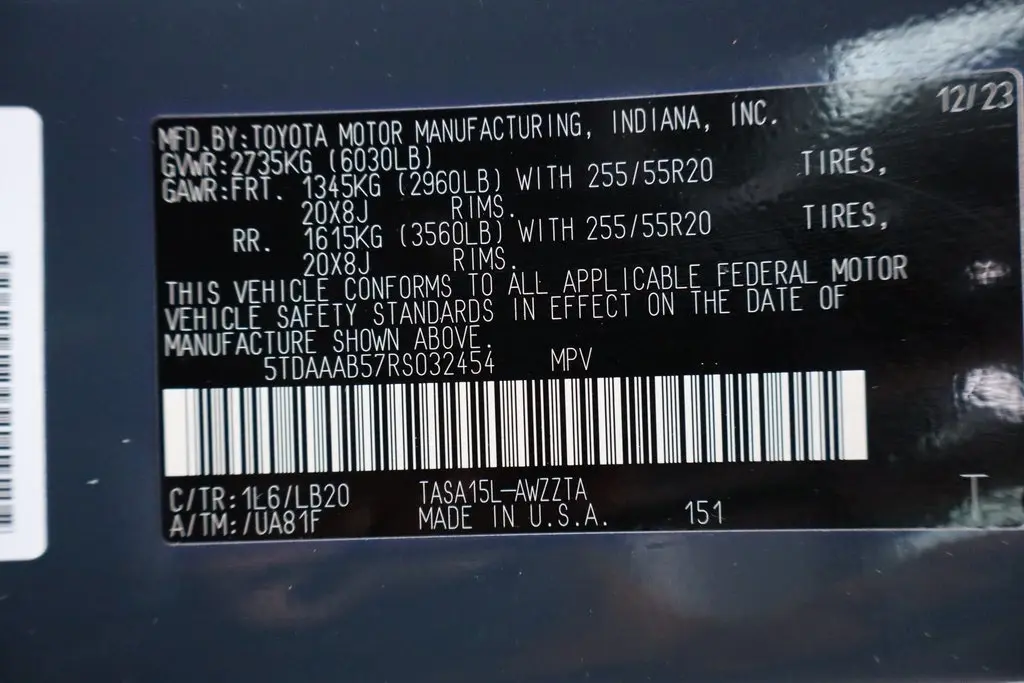 12/23
MFD.BY:TOYOTA MOTOR MANUFACTURING, INDIANA, INC.
GVWR:2735KG (6030LB)
GAWR:FRT. 1345KG (2960LB) WITH 255/55R20 TIRES,
20X8J RIMS.
RR. 1615KG (3560LB) WITH 255/55R20 TIRES,
20X8J RIMS.
THIS VEHICLE CONFORMS TO ALL APPLICABLE FEDERAL MOTOR
VEHICLE SAFETY STANDARDS IN EFFECT ON THE DATE OF
MANUFACTURE SHOWN ABOVE.
5TDAAAB57RS032454 MPV
C/TR:1L6/LB20 TASA15L-AWZZTA T
A/TM:/UA81F MADE IN U.S.A. 151